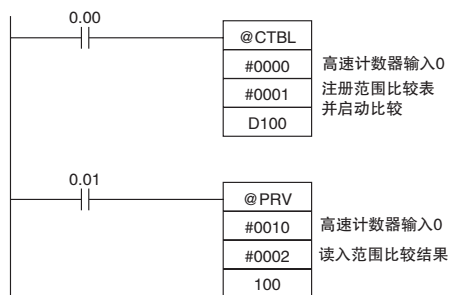 0.00
@CTBL
#0000 高速计数器输入0
#0001 注册范围比较表
并启动比较
D100
0.01
@PRV
#0010 高速计数器输入0
#0002 读入范围比较结果
100